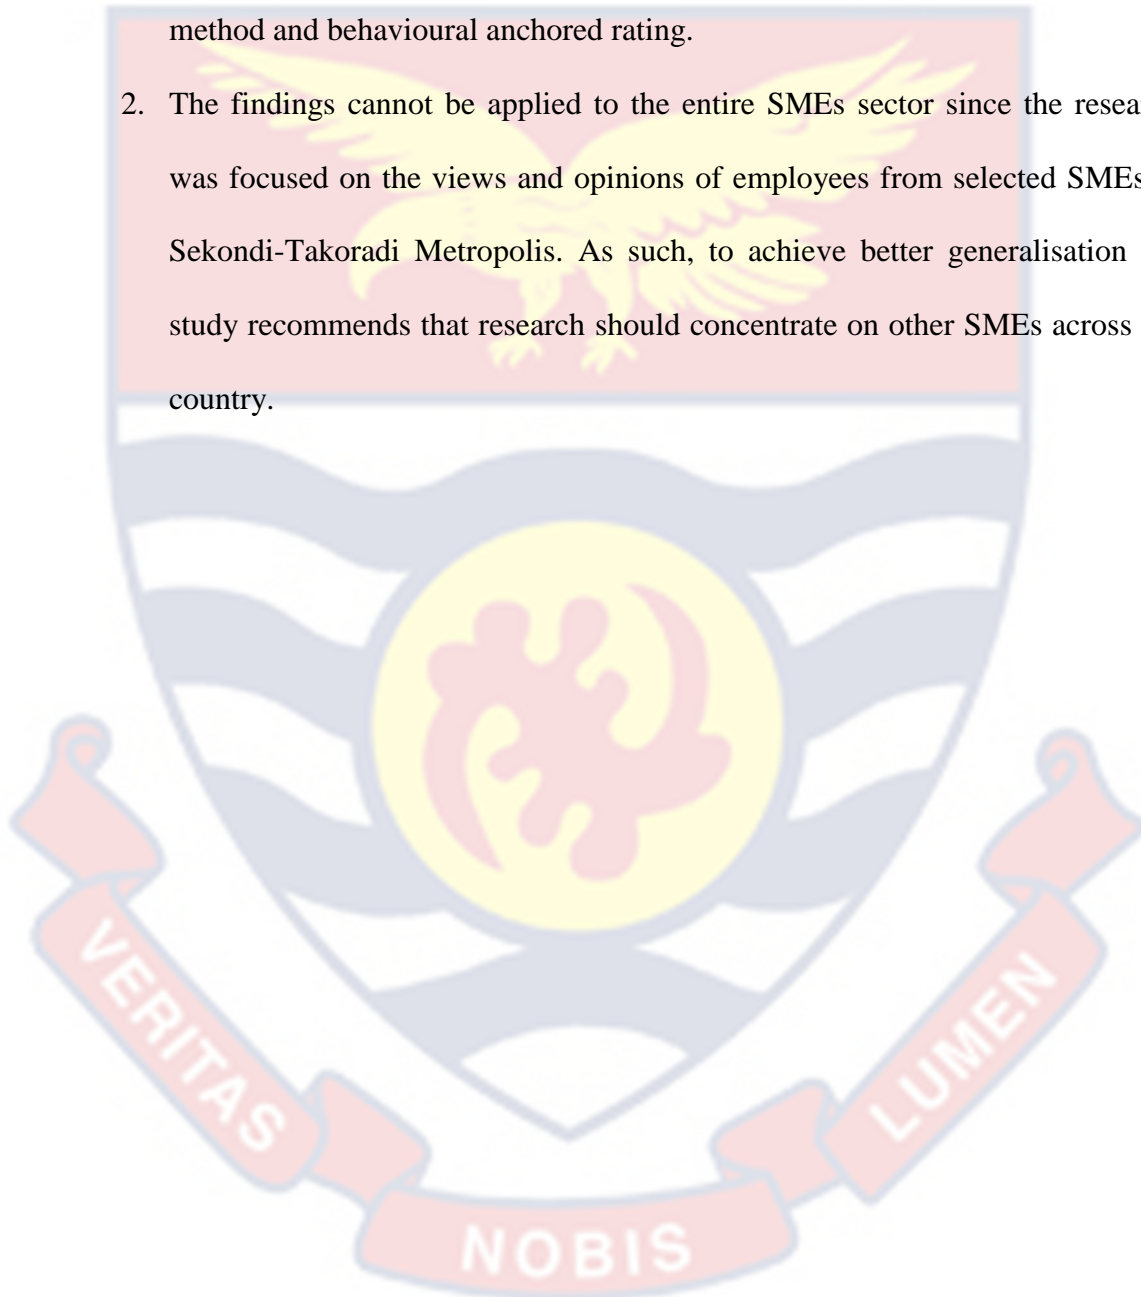 method and behavioural anchored rating.
2. The findings cannot be applied to the entire SMEs sector since the resear
was focused on the views and opinions of employees from selected SMEs
Sekondi-Takoradi Metropolis. As such, to achieve better generalisation
study recommends that research should concentrate on other SMEs across
country.
VERITAS
NOBIS
LUMEN